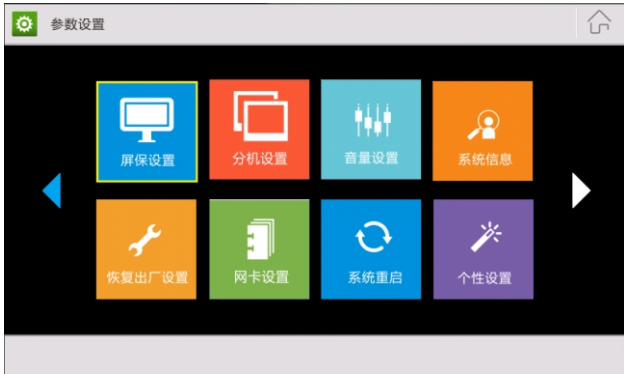 参数设置
屏保设置
分机设置
音量设置
系统信息
恢复出厂设置
网卡设置
系统重启
个性设置